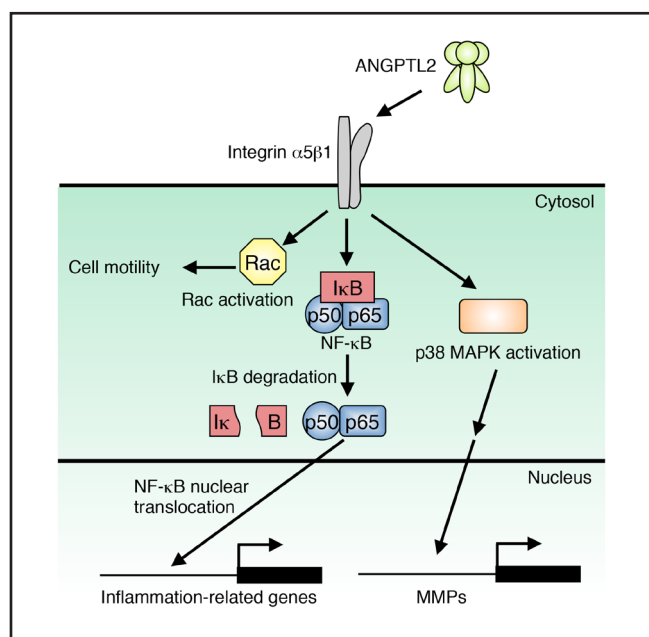 ANGPTL2
Integrin α5β1
Cytosol
Rac
Cell motility
Rac activation
IκB
p50 p65
NF-κB
p38 MAPK activation
IκB degradation
Iκ B p50 p65
Nucleus
NF-κB nuclear
translocation
Inflammation-related genes
MMPs